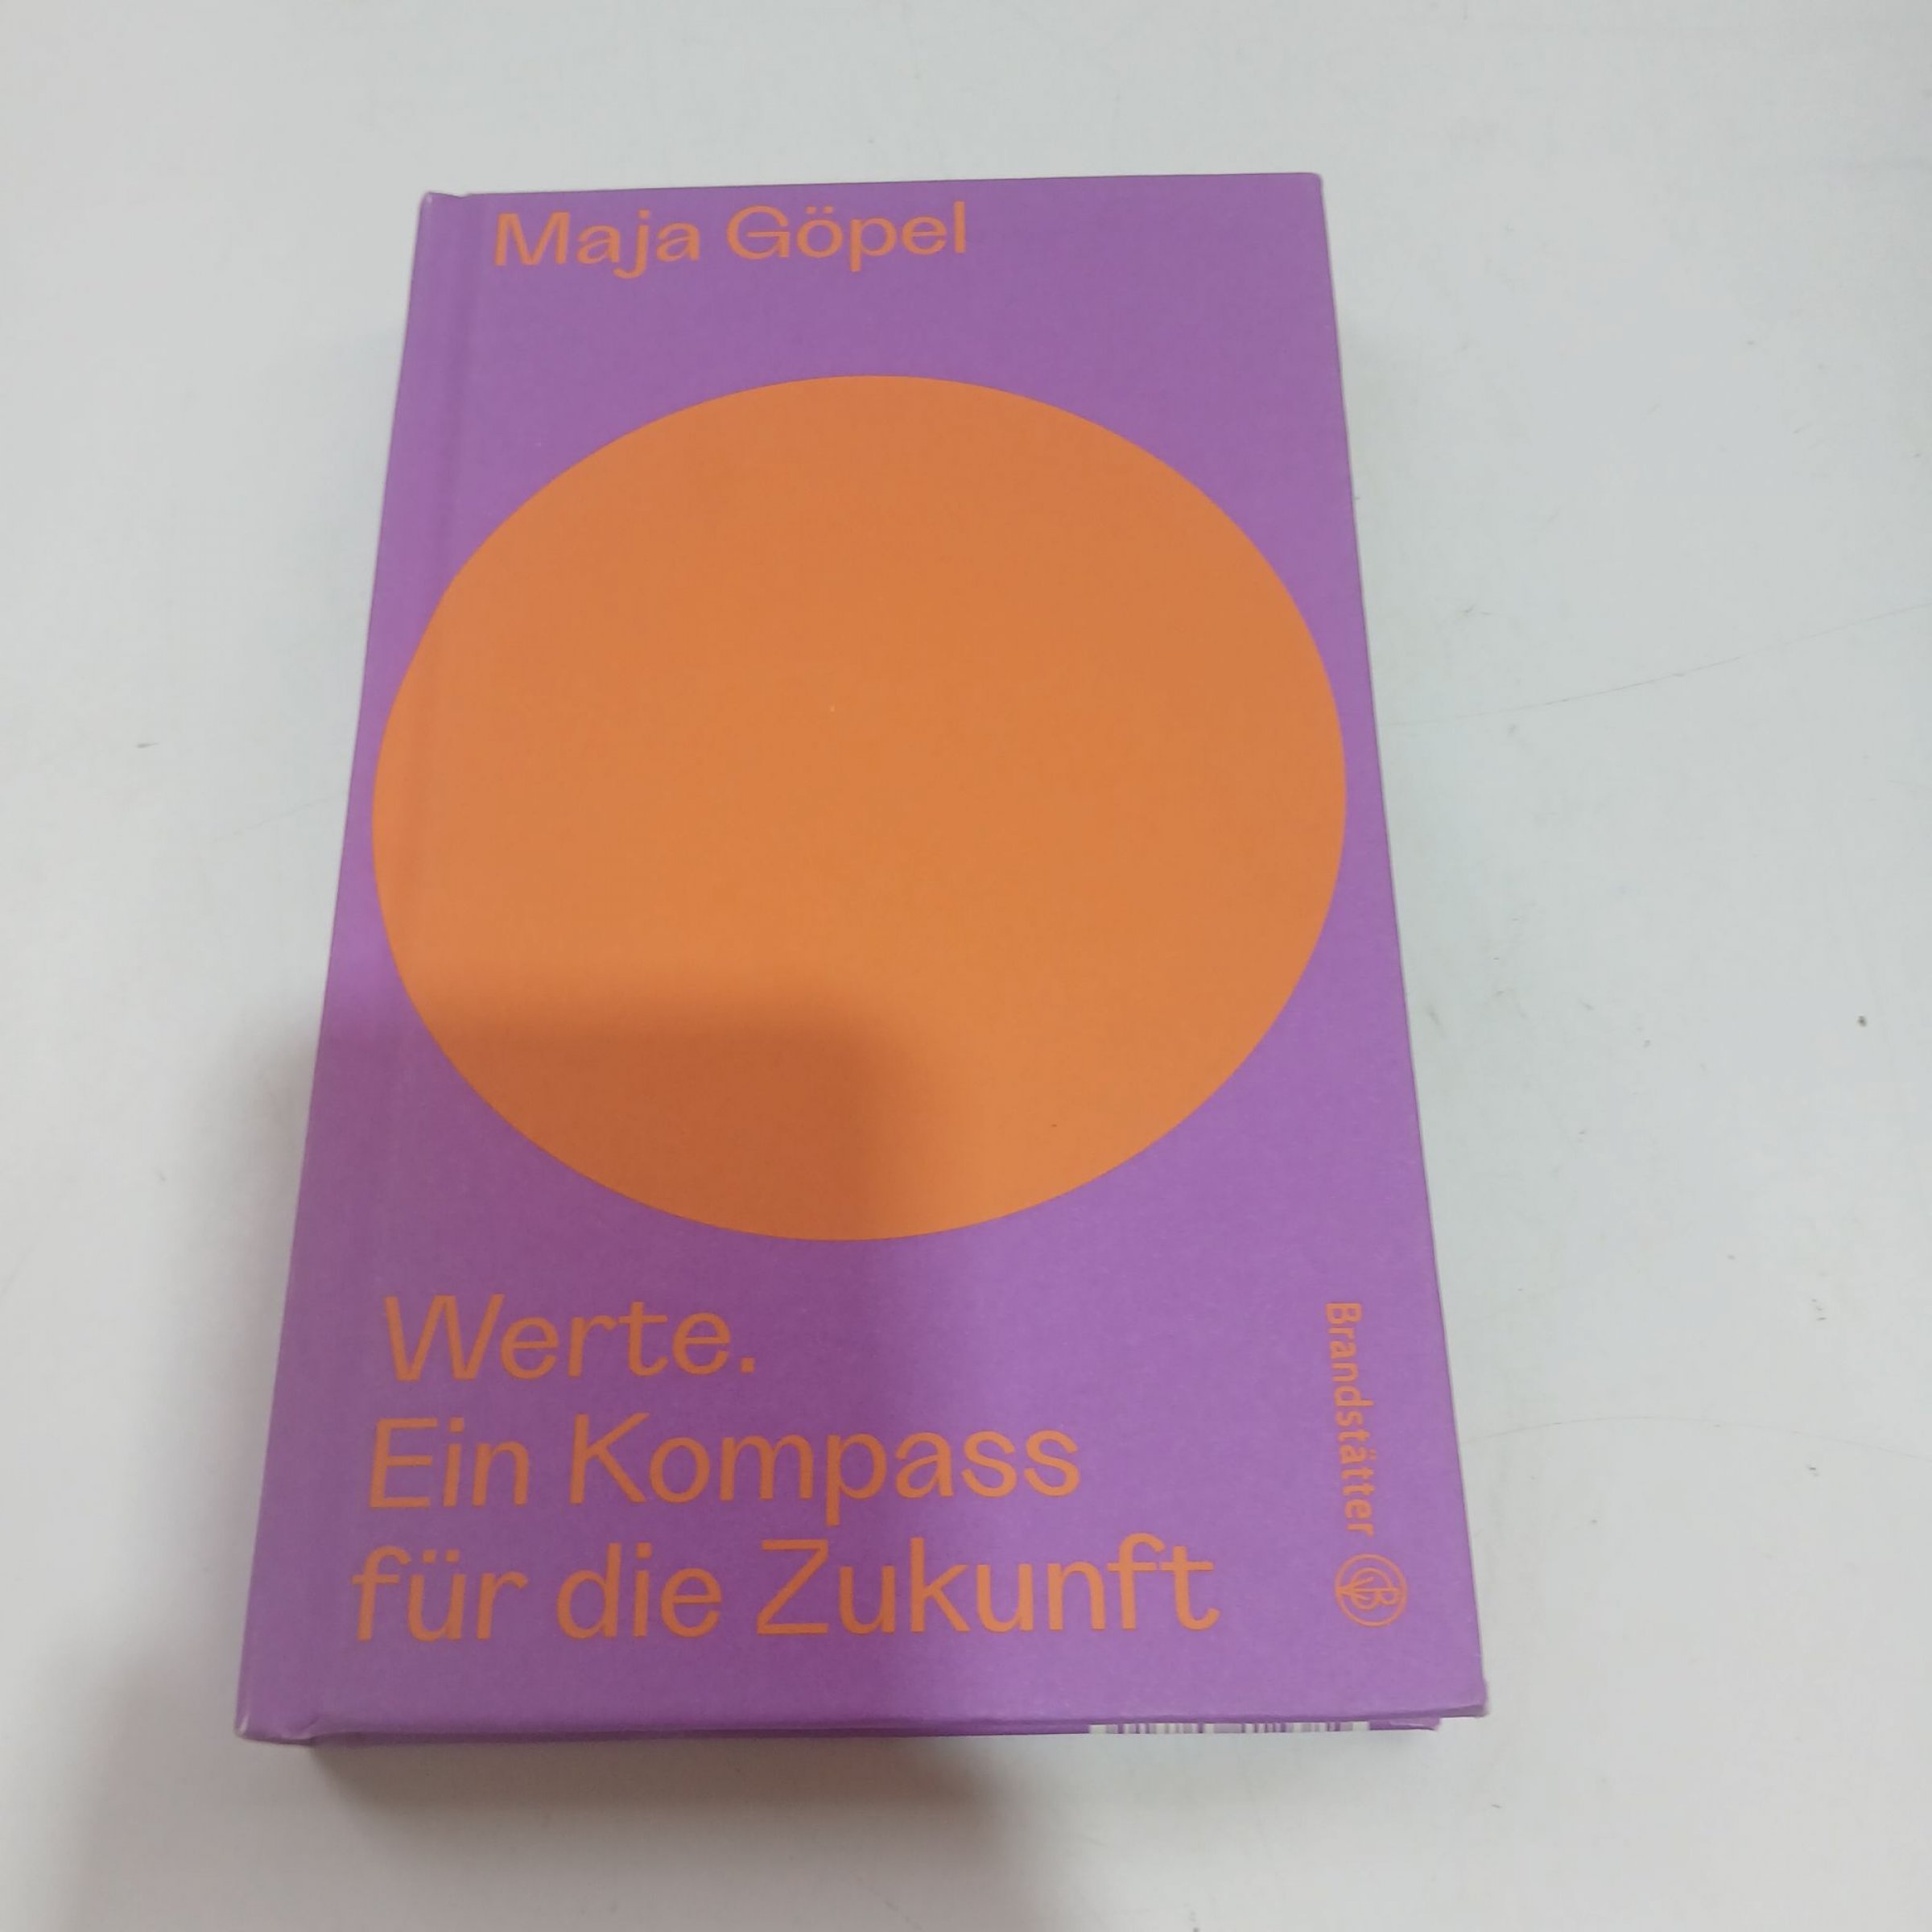 Maja Göpel
Werte.
Ein Kompass
für die Zukunft
Brandstätter